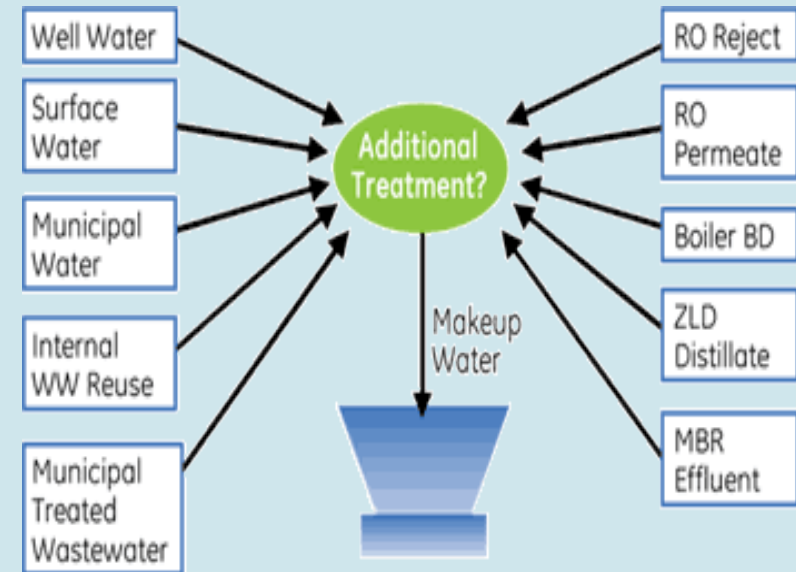 Well Water
Surface
Water
Municipal
Water
Internal
WW Reuse
Municipal
Treated
Wastewater
Additional
Treatment?
Makeup
Water
RO Reject
RO
Permeate
Boiler BD
ZLD
Distillate
MBR
Effluent